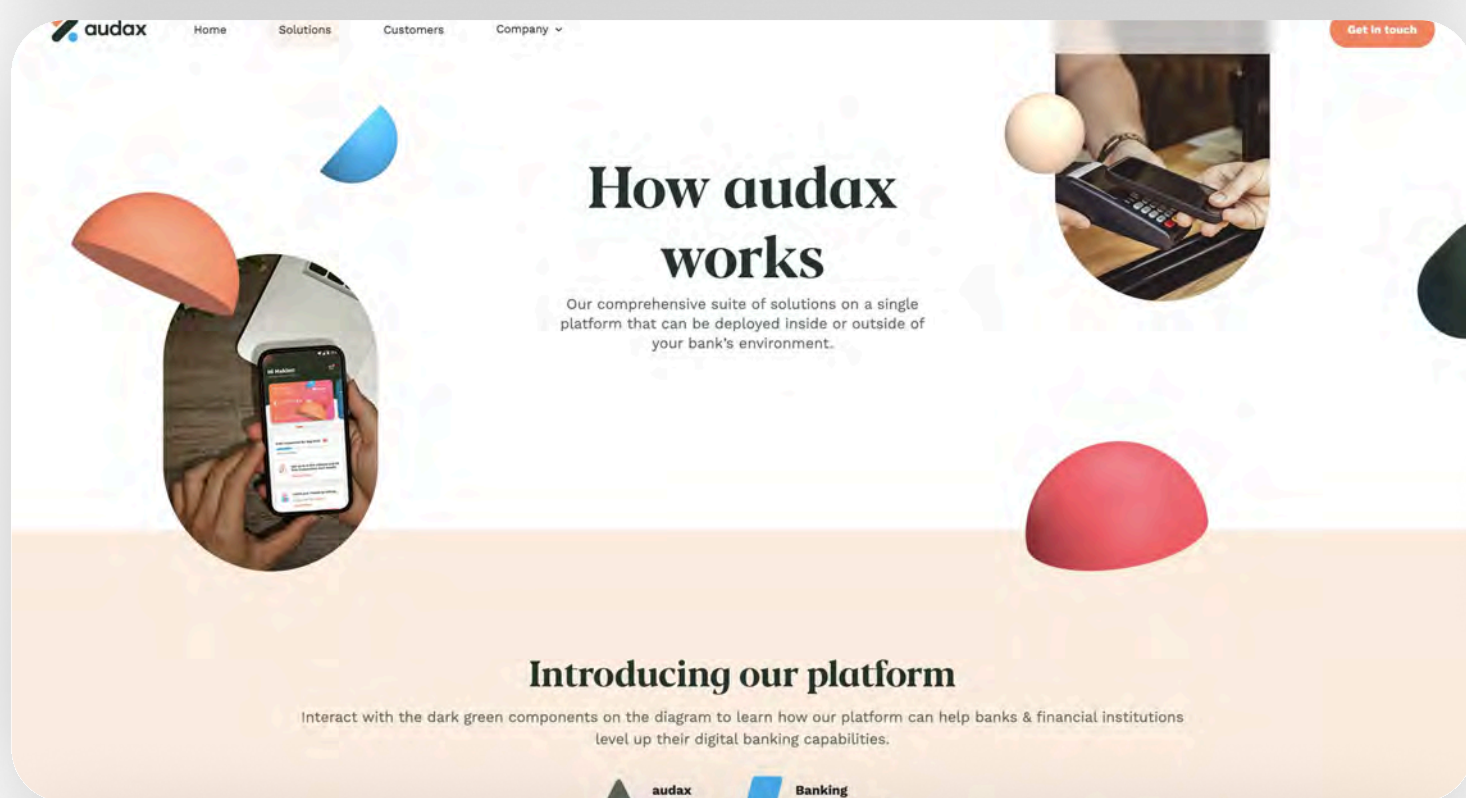 audax
Home
Solutions
Customers
Company
Get in touch
How audax
works
Our comprehensive suite of solutions on a single
platform that can be deployed inside or outside of
your bank's environment.
Introducing our platform
Interact with the dark green components on the diagram to learn how our platform can help banks & financial institutions
level up their digital banking capabilities.
audax
Banking